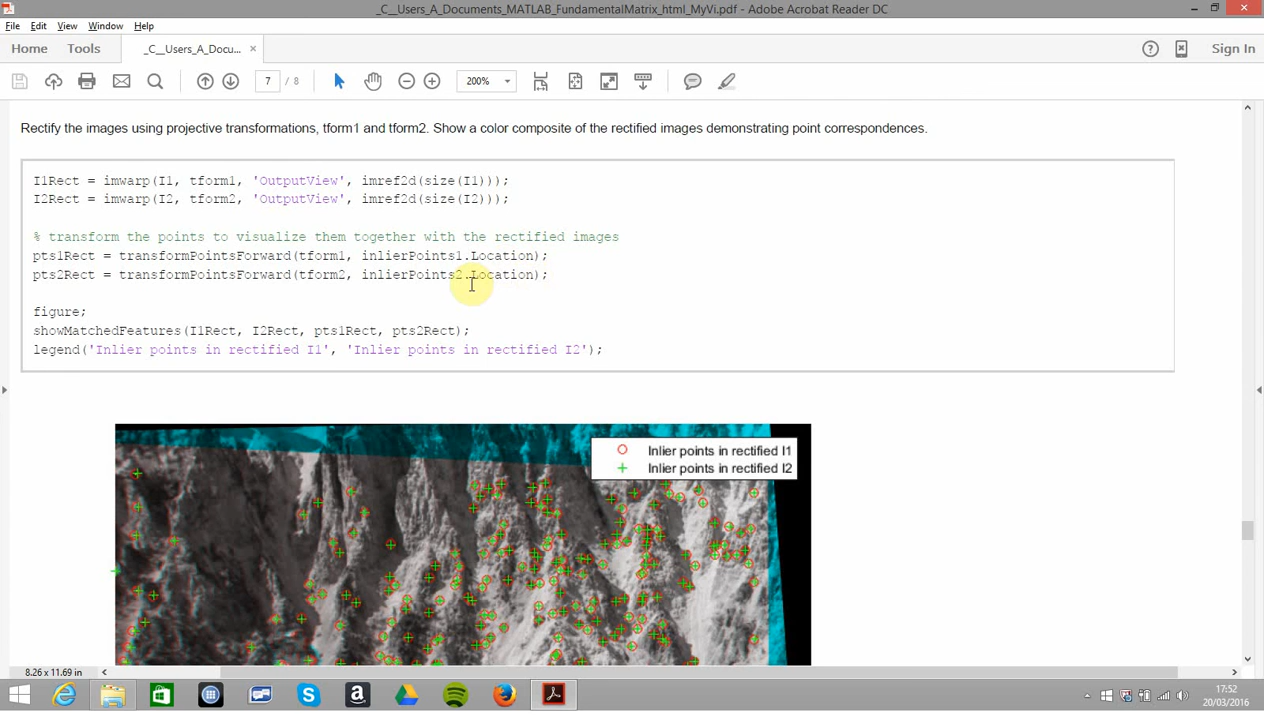 _C__Users_A_Documents_MATLAB_FundamentalMatrix_html_MyVi.pdf - Adobe Acrobat Reader DC
File Edit View Window Help
Home Tools _C__Users_A_Docu... × Sign In
7 / 8 200%
Rectify the images using projective transformations, tform1 and tform2. Show a color composite of the rectified images demonstrating point correspondences.
I1Rect = imwarp(I1, tform1, 'OutputView', imref2d(size(I1)));
I2Rect = imwarp(I2, tform2, 'OutputView', imref2d(size(I2)));
% transform the points to visualize them together with the rectified images
pts1Rect = transformPointsForward(tform1, inlierPoints1.Location);
pts2Rect = transformPointsForward(tform2, inlierPoints2.Location);
figure;
showMatchedFeatures(I1Rect, I2Rect, pts1Rect, pts2Rect);
legend('Inlier points in rectified I1', 'Inlier points in rectified I2');
Inlier points in rectified I1
Inlier points in rectified I2
8.26 x 11.69 in
17:52
20/03/2016